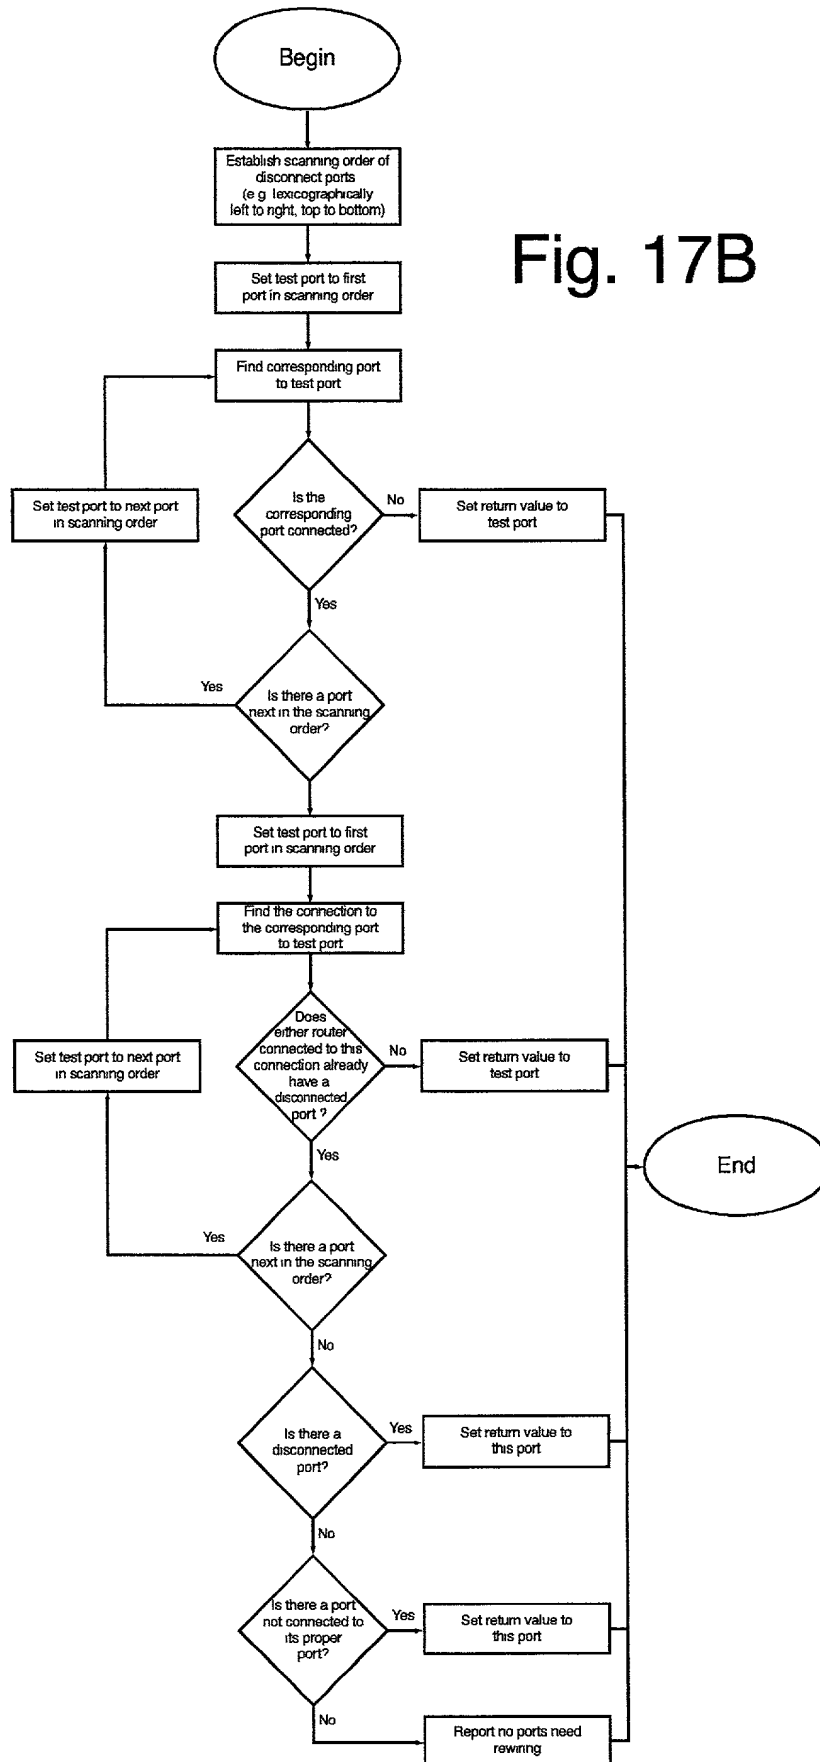 Begin
Establish scanning order of
disconnect ports
(e g lexicographically
left to right, top to bottom)
Fig. 17B
Set test port to first
port in scanning order
Find corresponding port
to test port
Set test port to next port
in scanning order
Is the
corresponding
port connected?
No
Set return value to
test port
Yes
Is there a port
next in the scanning
order?
Yes
Set test port to first
port in scanning order
Find the connection to
the corresponding port
to test port
Set test port to next port
in scanning order
Does
either router
connected to this
connection already
have a
disconnected
port ?
No
Set return value to
test port
Yes
End
Is there a port
next in the scanning
order?
Yes
No
Is there a
disconnected
port?
Yes
Set return value to
this port
No
Is there a port
not connected to
its proper
port?
Yes
Set return value to
this port
No
Report no ports need
rewiring